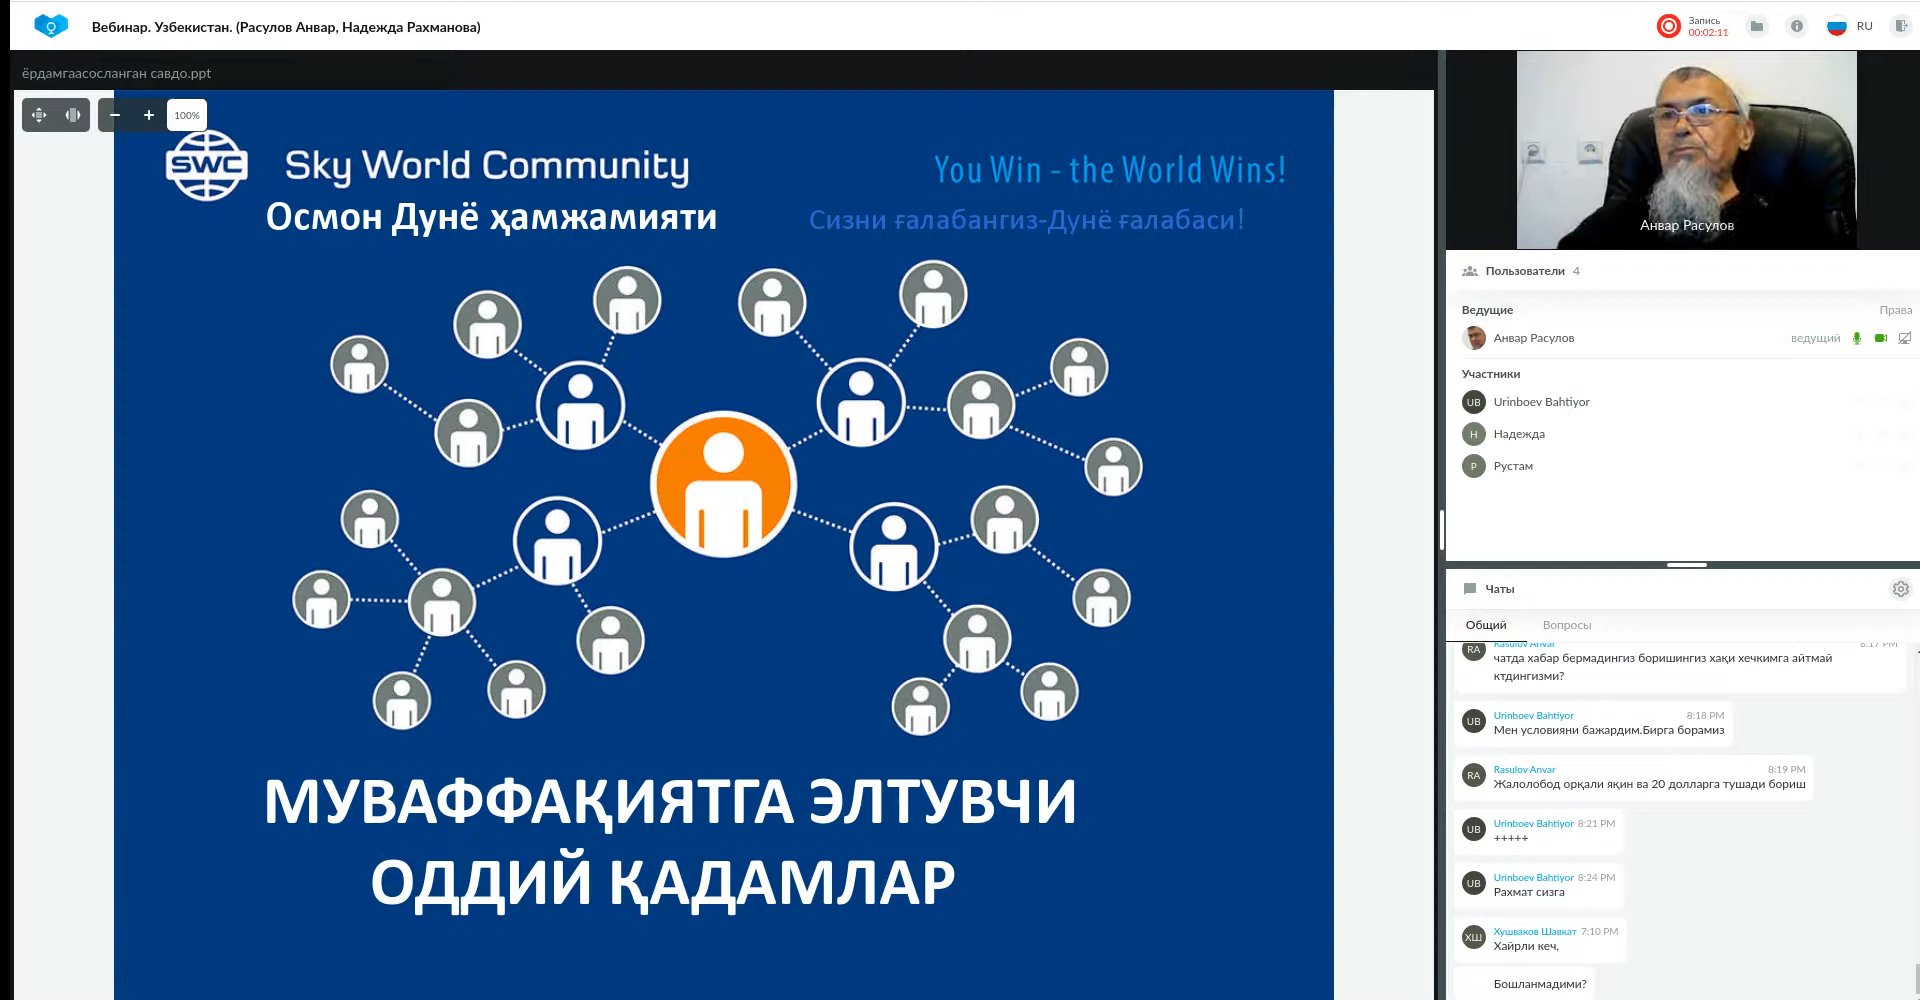 Вебинар. Узбекистан. (Расулов Анвар, Надежда Рахманова)
Запись
00:02:11
RU
ёрдамгаасосланган савдо.ppt
100%
SWC
Sky World Community
You Win - the World Wins!
Осмон Дунё ҳамжамияти
Сизни ғалабангиз-Дунё ғалабаси!
МУВАФФАҚИЯТГА ЭЛТУВЧИ
ОДДИЙ ҚАДАМЛАР
Анвар Расулов
Пользователи 4
Ведущие
Права
Анвар Расулов
ведущий
Участники
UB Urinboev Bahtiyor
Н Надежда
Р Рустам
Чаты
Общий
Вопросы
RA Rasulov Anvar 8:17 PM
чатда хабар бермадингиз боришингиз хақи хечкимга айтмай
ктдингизми?
UB Urinboev Bahtiyor 8:18 PM
Мен условияни бажардим.Бирга борамиз
RA Rasulov Anvar 8:19 PM
Жалолобод орқали яқин ва 20 долларга тушади бориш
UB Urinboev Bahtiyor 8:21 PM
+++++
UB Urinboev Bahtiyor 8:24 PM
Рахмат сизга
ХШ Хушваков Шавкат 7:10 PM
Хайрли кеч,
Бошланмадими?